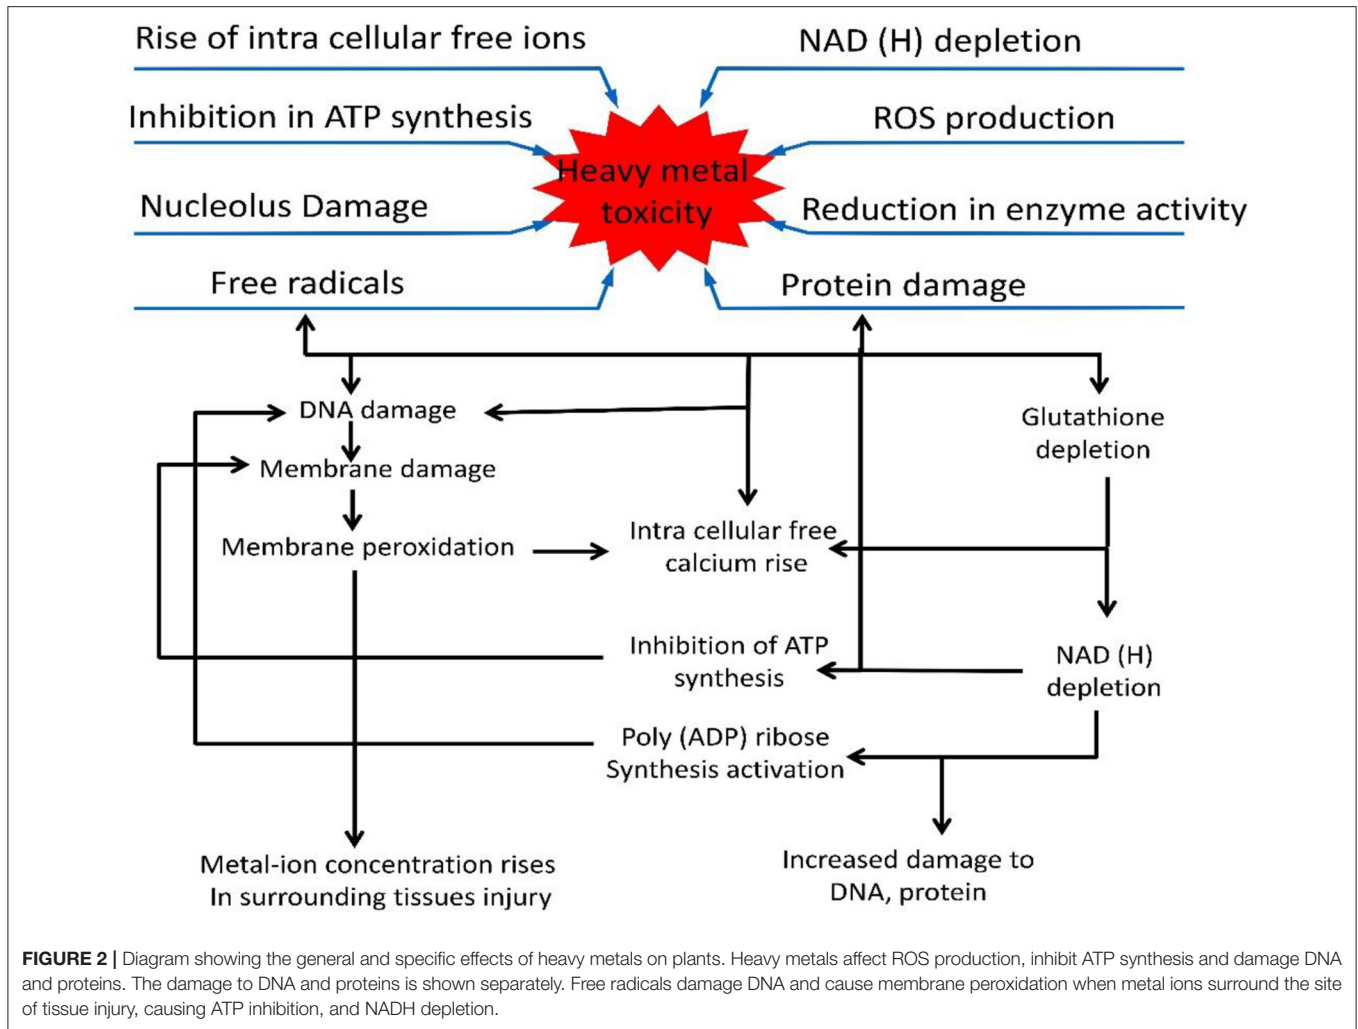 Rise of intra cellular free ions
NAD (H) depletion
Inhibition in ATP synthesis
ROS production
Heavy metal
toxicity
Nucleolus Damage
Reduction in enzyme activity
Free radicals
Protein damage
DNA damage
Glutathione
depletion
Membrane damage
Membrane peroxidation
Intra cellular free
calcium rise
Inhibition of ATP
synthesis
NAD (H)
depletion
Poly (ADP) ribose
Synthesis activation
Metal-ion concentration rises
In surrounding tissues injury
Increased damage to
DNA, protein
FIGURE 2 | Diagram showing the general and specific effects of heavy metals on plants. Heavy metals affect ROS production, inhibit ATP synthesis and damage DNA
and proteins. The damage to DNA and proteins is shown separately. Free radicals damage DNA and cause membrane peroxidation when metal ions surround the site
of tissue injury, causing ATP inhibition, and NADH depletion.